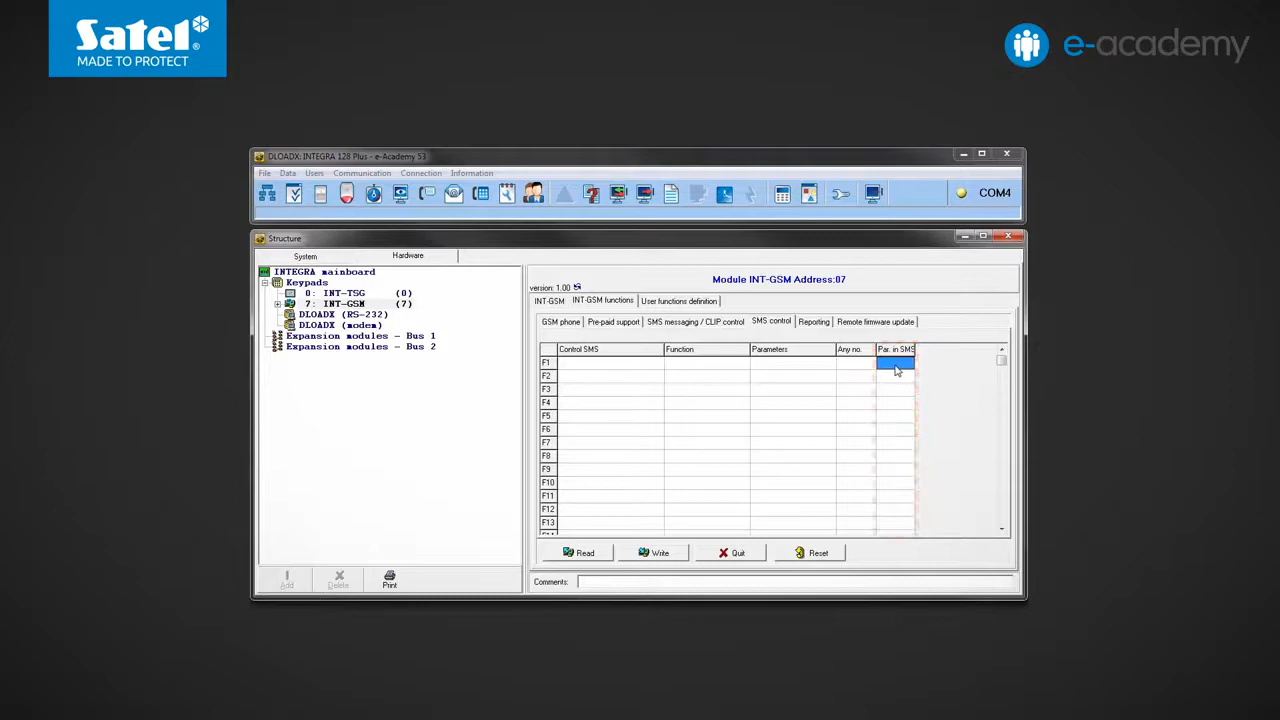 Satel®
MADE TO PROTECT
e-academy
DLOADX: INTEGRA 128 Plus - e-Academy 53
File Data Users Communication Connection Information
COM4
Structure
System Hardware
INTEGRA mainboard
Keypads
0: INT-TSG (0)
7: INT-GSM (7)
DLOADX (RS-232)
DLOADX (modem)
Expansion modules - Bus 1
Expansion modules - Bus 2
Add Delete Print
Module INT-GSM Address:07
version: 1.00
INT-GSM INT-GSM functions User functions definition
GSM phone Pre-paid support SMS messaging / CLIP control SMS control Reporting Remote firmware update
Control SMS Function Parameters Any no. Par. in SMS
F1
F2
F3
F4
F5
F6
F7
F8
F9
F10
F11
F12
F13
Read Write Quit Reset
Comments: